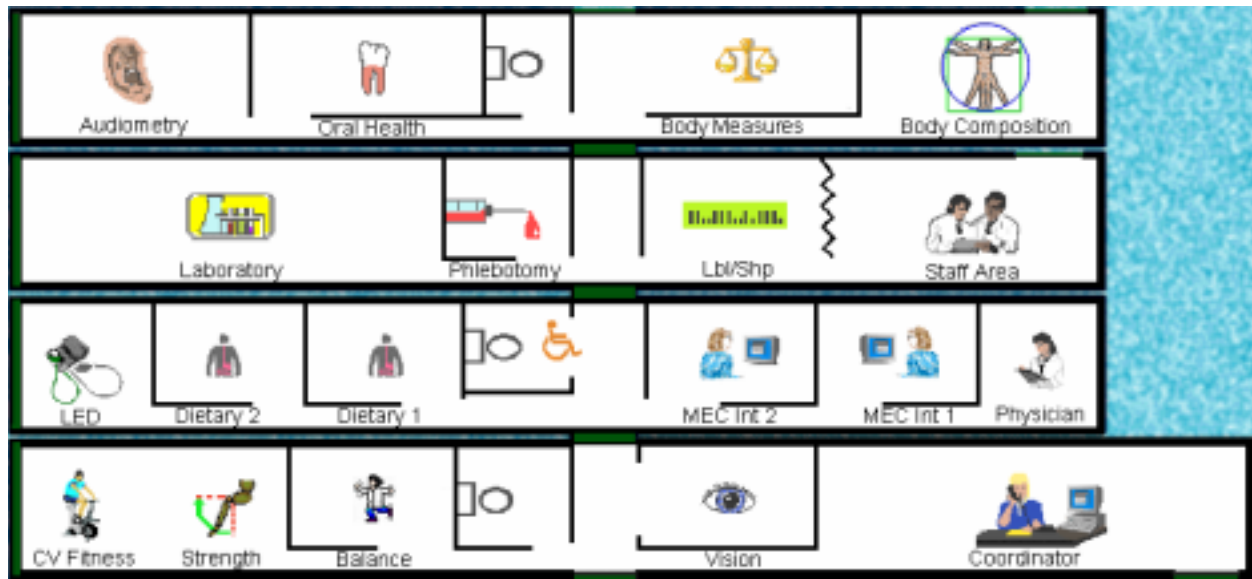 Audiometry
Oral Health
Body Measures
Body Composition
Laboratory
Phlebotomy
Lbl/Shp
Staff Area
LED
Dietary 2
Dietary 1
MEC Int 2
MEC Int 1
Physician
CV Fitness
Strength
Balance
Vision
Coordinator